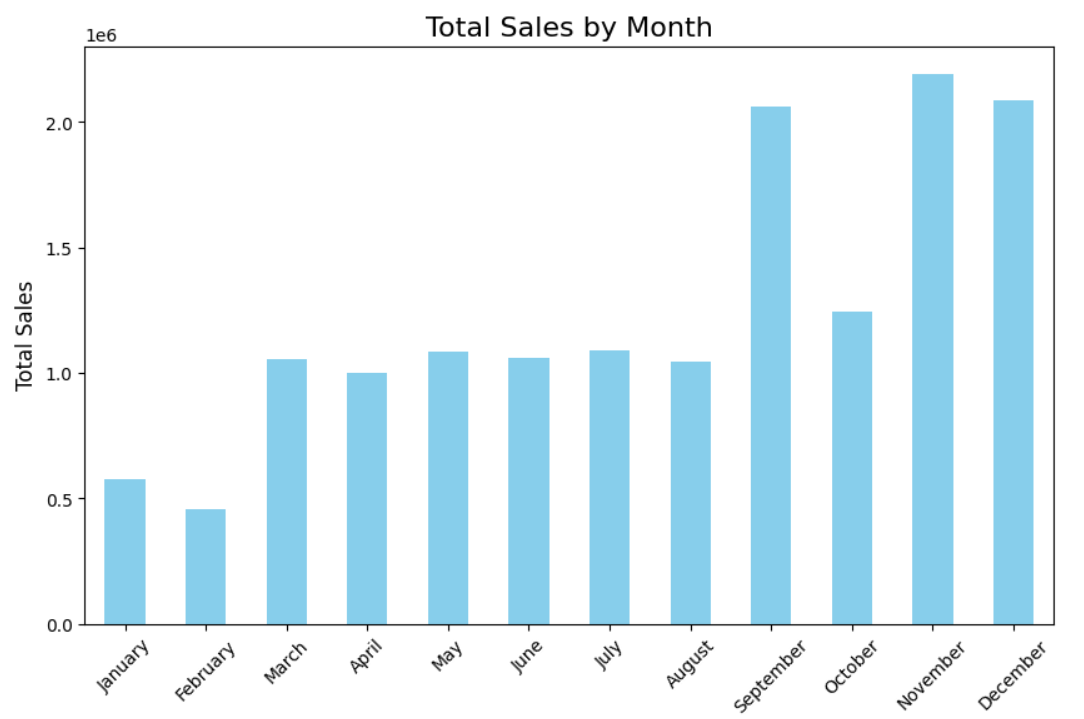 Total Sales by Month
1e6
Total Sales
2.0
1.5
1.0
0.5
0.0
January
February
March
April
May
June
July
August
September
October
November
December